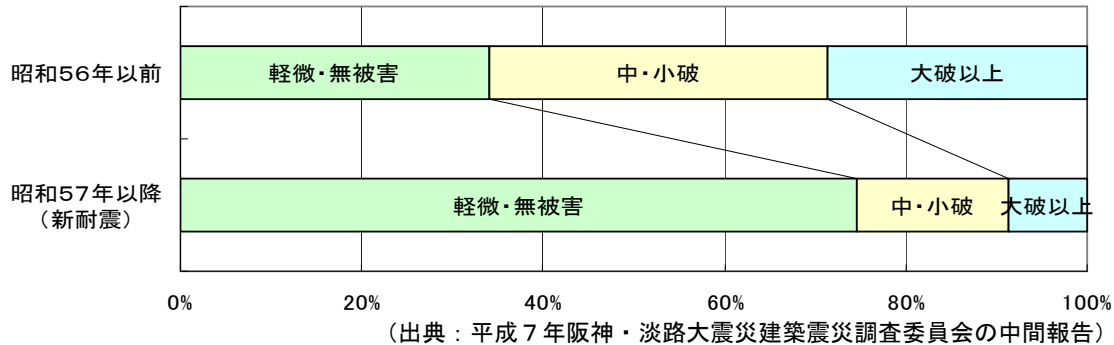 昭和56年以前
軽微・無被害
中・小破
大破以上
昭和57年以降
（新耐震）
軽微・無被害
中・小破
大破以上
0%
20%
40%
60%
80%
100%
（出典：平成７年阪神・淡路大震災建築震災調査委員会の中間報告）